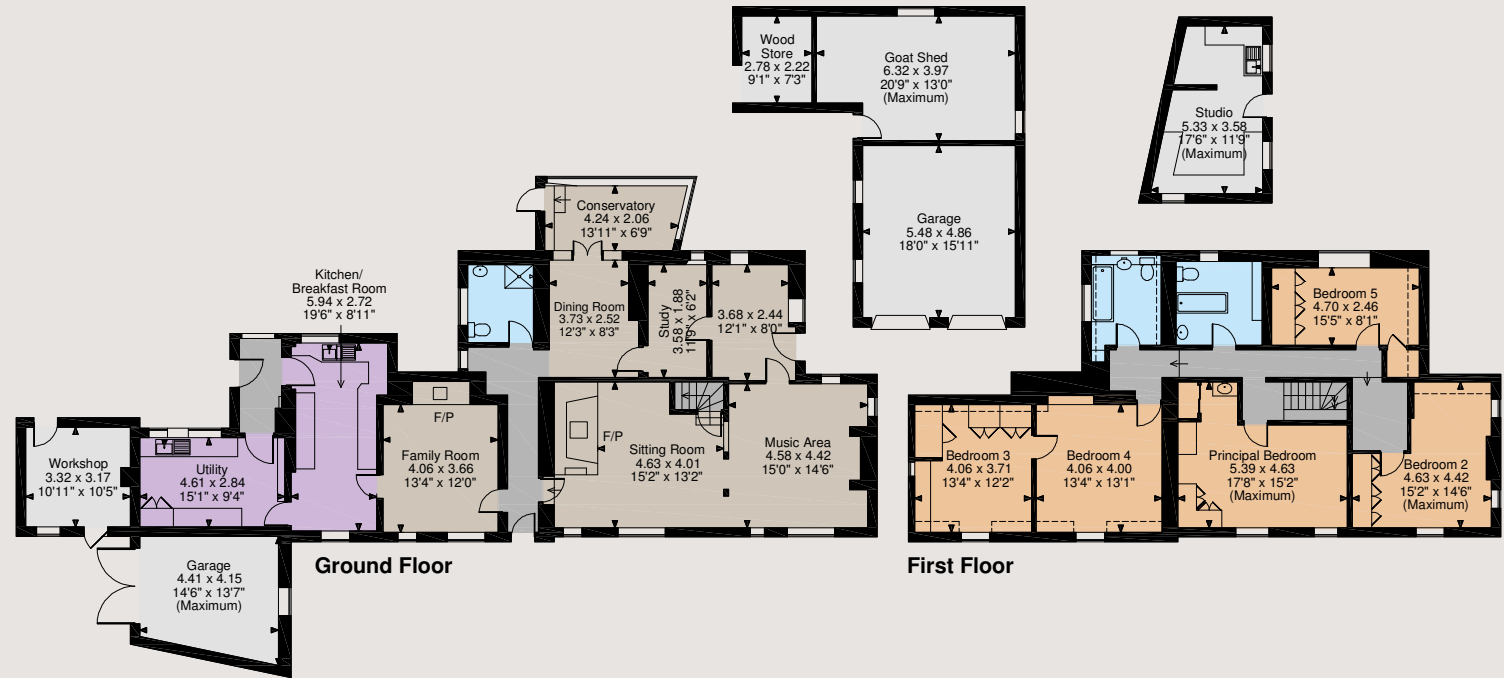 Wood
Store
2.78 x 2.22
9'1" x 7'3"
Goat Shed
6.32 x 3.97
20'9" x 13'0"
(Maximum)
Studio
5.33 x 3.58
17'6" x 11'9"
(Maximum)
Garage
5.48 x 4.86
18'0" x 15'11"
Conservatory
4.24 x 2.06
13'11" x 6'9"
Kitchen/
Breakfast Room
5.94 x 2.72
19'6" x 8'11"
Dining Room
3.73 x 2.52
12'3" x 8'3"
Study
3.58 x 1.88
11'9" x 6'2"
3.68 x 2.44
12'1" x 8'0"
F/P
Family Room
4.06 x 3.66
13'4" x 12'0"
F/P
Sitting Room
4.63 x 4.01
15'2" x 13'2"
Music Area
4.58 x 4.42
15'0" x 14'6"
Workshop
3.32 x 3.17
10'11" x 10'5"
Utility
4.61 x 2.84
15'1" x 9'4"
Garage
4.41 x 4.15
14'6" x 13'7"
(Maximum)
Ground Floor
Bedroom 5
4.70 x 2.46
15'5" x 8'1"
Bedroom 3
4.06 x 3.71
13'4" x 12'2"
Bedroom 4
4.06 x 4.00
13'4" x 13'1"
Principal Bedroom
5.39 x 4.63
17'8" x 15'2"
(Maximum)
Bedroom 2
4.63 x 4.42
15'2" x 14'6"
(Maximum)
First Floor